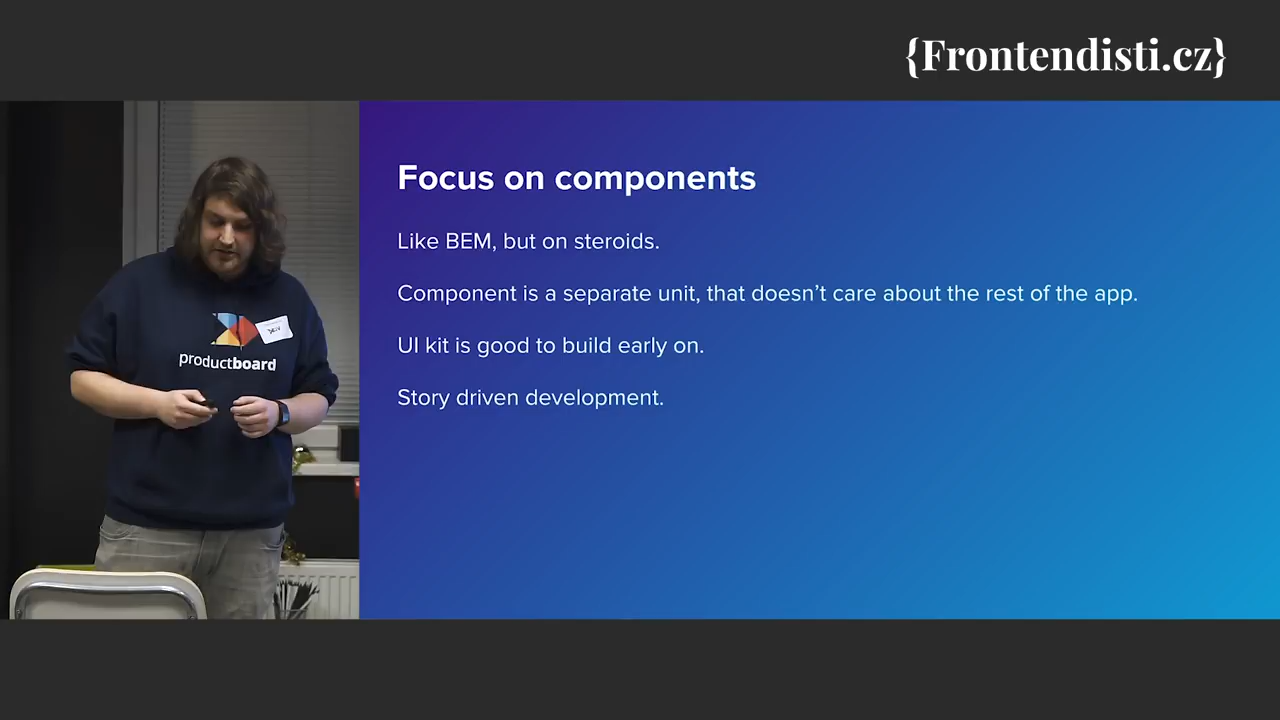 {Frontendisti.cz}
Focus on components
Like BEM, but on steroids.
Component is a separate unit, that doesn’t care about the rest of the app.
UI kit is good to build early on.
Story driven development.
productboard